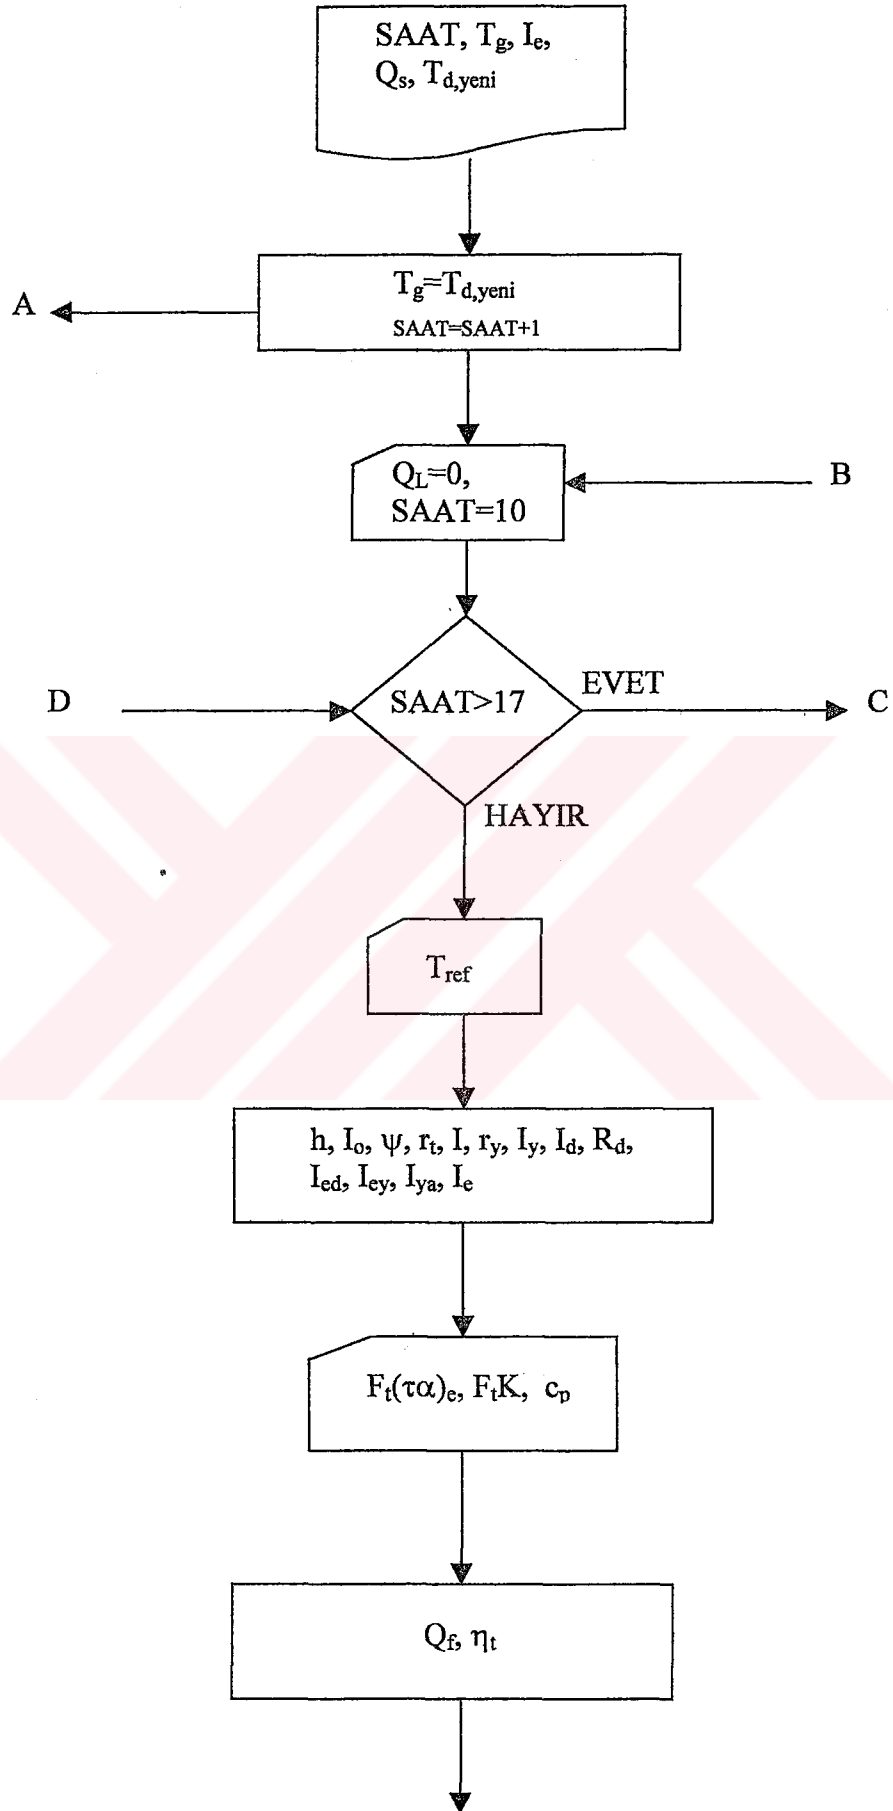 SAAT, T_g, I_e,
Q_s, T_d,yeni
T_g=T_d,yeni
SAAT=SAAT+1
A
Q_L=0,
SAAT=10
B
D
SAAT>17
EVET
C
HAYIR
T_ref
h, I_o, ψ, r_t, I, r_y, I_y, I_d, R_d,
I_ed, I_ey, I_ya, I_e
F_t(τα)_e, F_tK, c_p
Q_f, η_t